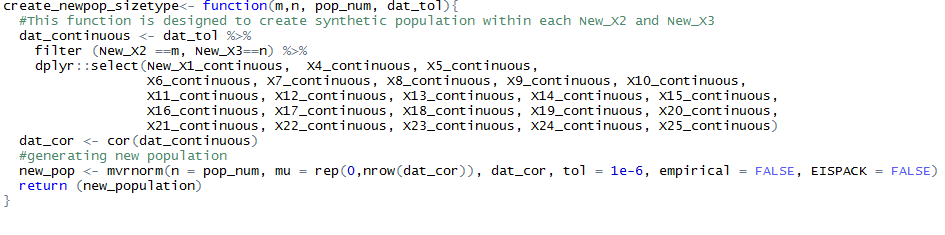 create_newpop_sizetype<- function(m,n, pop_num, dat_tol){
#This function is designed to create synthetic population within each New_X2 and New_X3
dat_continuous <- dat_tol %>%
filter (New_X2 ==m, New_X3==n) %>%
dplyr::select(New_X1_continuous,  X4_continuous, X5_continuous,
X6_continuous, X7_continuous, X8_continuous, X9_continuous, X10_continuous,
X11_continuous, X12_continuous, X13_continuous, X14_continuous, X15_continuous,
X16_continuous, X17_continuous, X18_continuous, X19_continuous, X20_continuous,
X21_continuous, X22_continuous, X23_continuous, X24_continuous, X25_continuous)
dat_cor <- cor(dat_continuous)
#generating new population
new_pop <- mvrnorm(n = pop_num, mu = rep(0,nrow(dat_cor)), dat_cor, tol = 1e-6, empirical = FALSE, EISPACK = FALSE)
return (new_population)
}